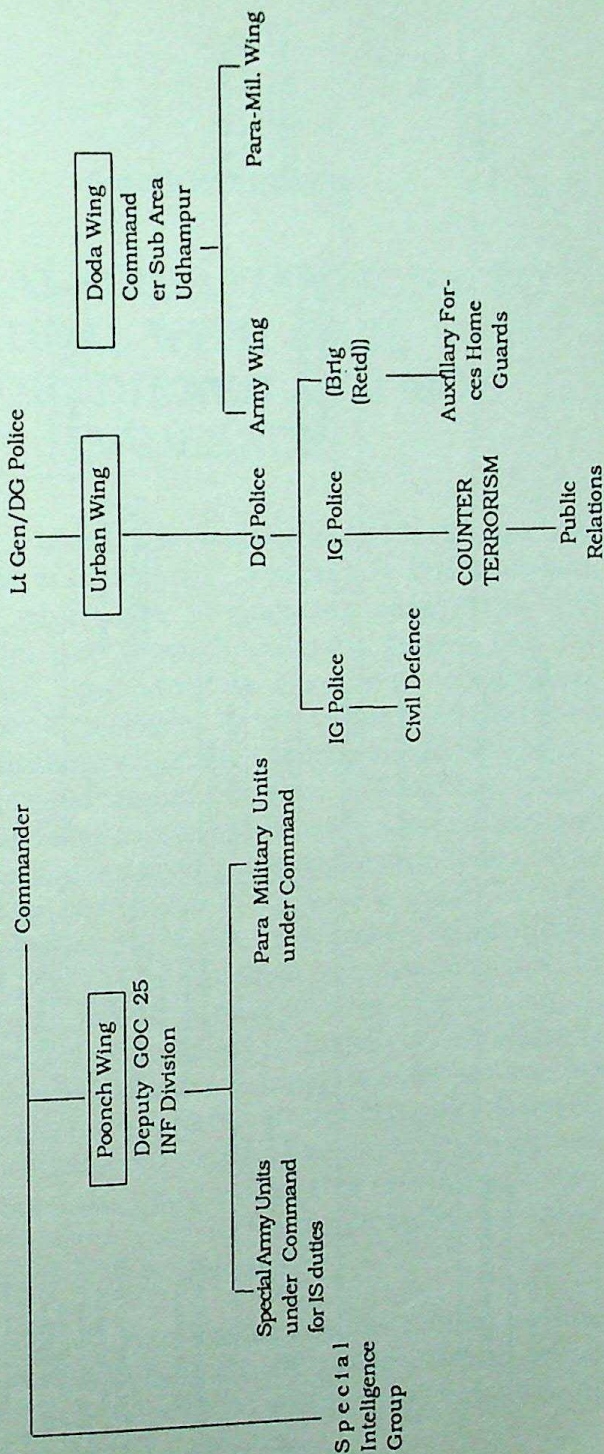 Commander
Lt Gen/DG Police
Poonch Wing
Deputy GOC 25
INF Division
Urban Wing
Doda Wing
Command
er Sub Area
Udhampur
Special Army Units
under Command
for IS duties
Para Military Units
under Command
DG Police
Army Wing
Para-Mil. Wing
Special
Inteligence
Group
IG Police
Civil Defence
IG Police
COUNTER
TERRORISM
Public
Relations
(Brig
(Retd))
Auxfllary For-
ces Home
Guards